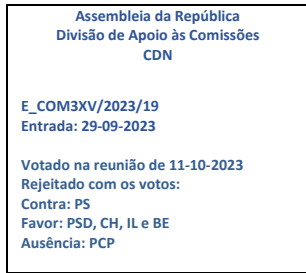 Assembleia da República
Divisão de Apoio às Comissões
CDN
E_COM3XV/2023/19
Entrada: 29-09-2023
Votado na reunião de 11-10-2023
Rejeitado com os votos:
Contra: PS
Favor: PSD, CH, IL e BE
Ausência: PCP